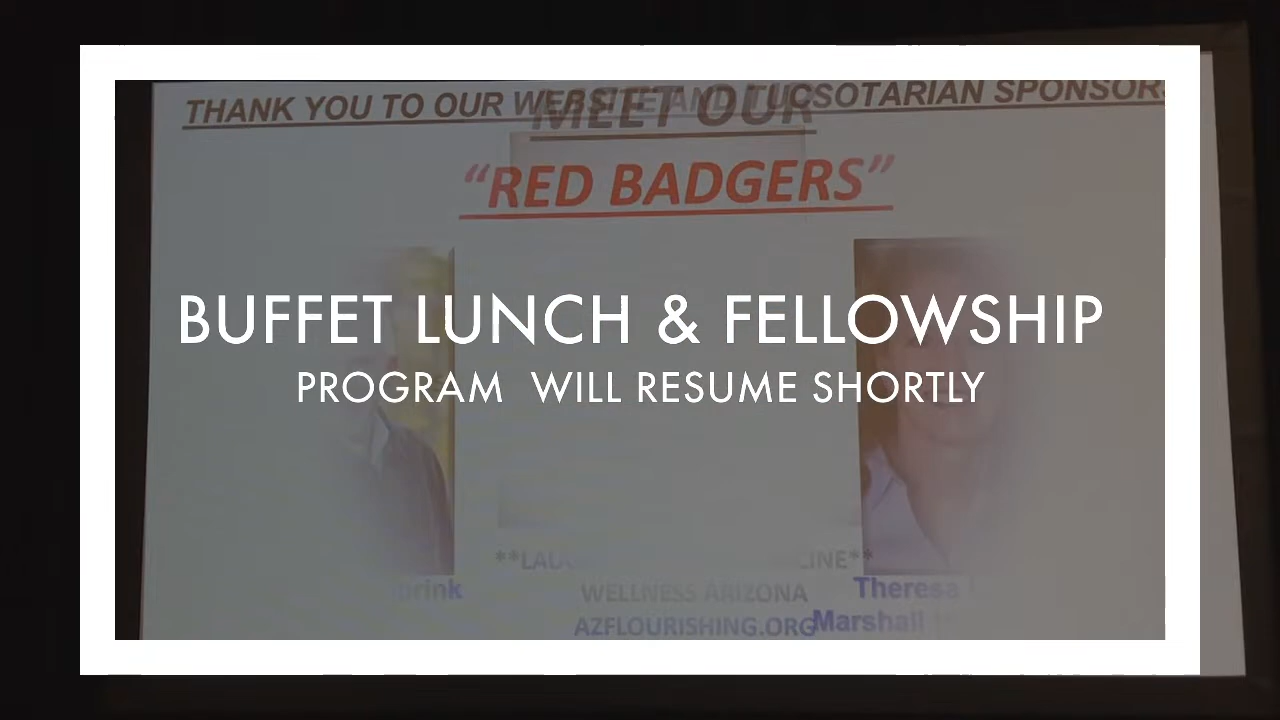 THANK YOU TO OUR WEBSITE AND TUCSOTARIAN SPONSORS
MEET OUR
“RED BADGERS”
BUFFET LUNCH & FELLOWSHIP
PROGRAM WILL RESUME SHORTLY
WELLNESS ARIZONA
Theresa
AZFLOURISHING.ORG
Marshall